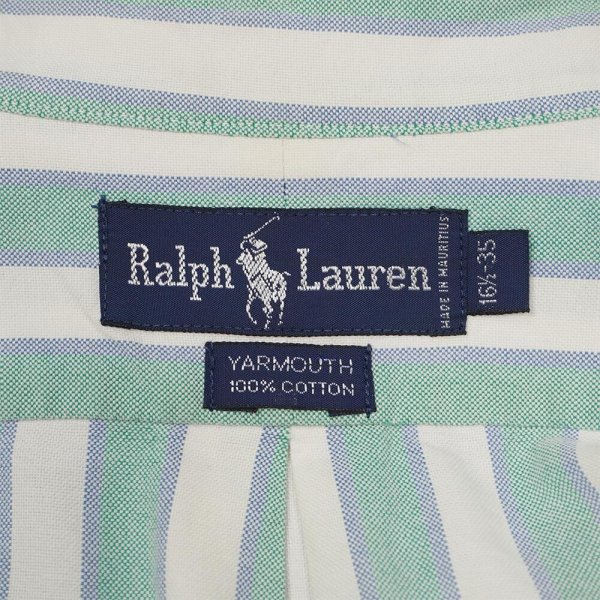 Ralph Lauren
MADE IN MAURITIUS
16½-35
YARMOUTH
100% COTTON